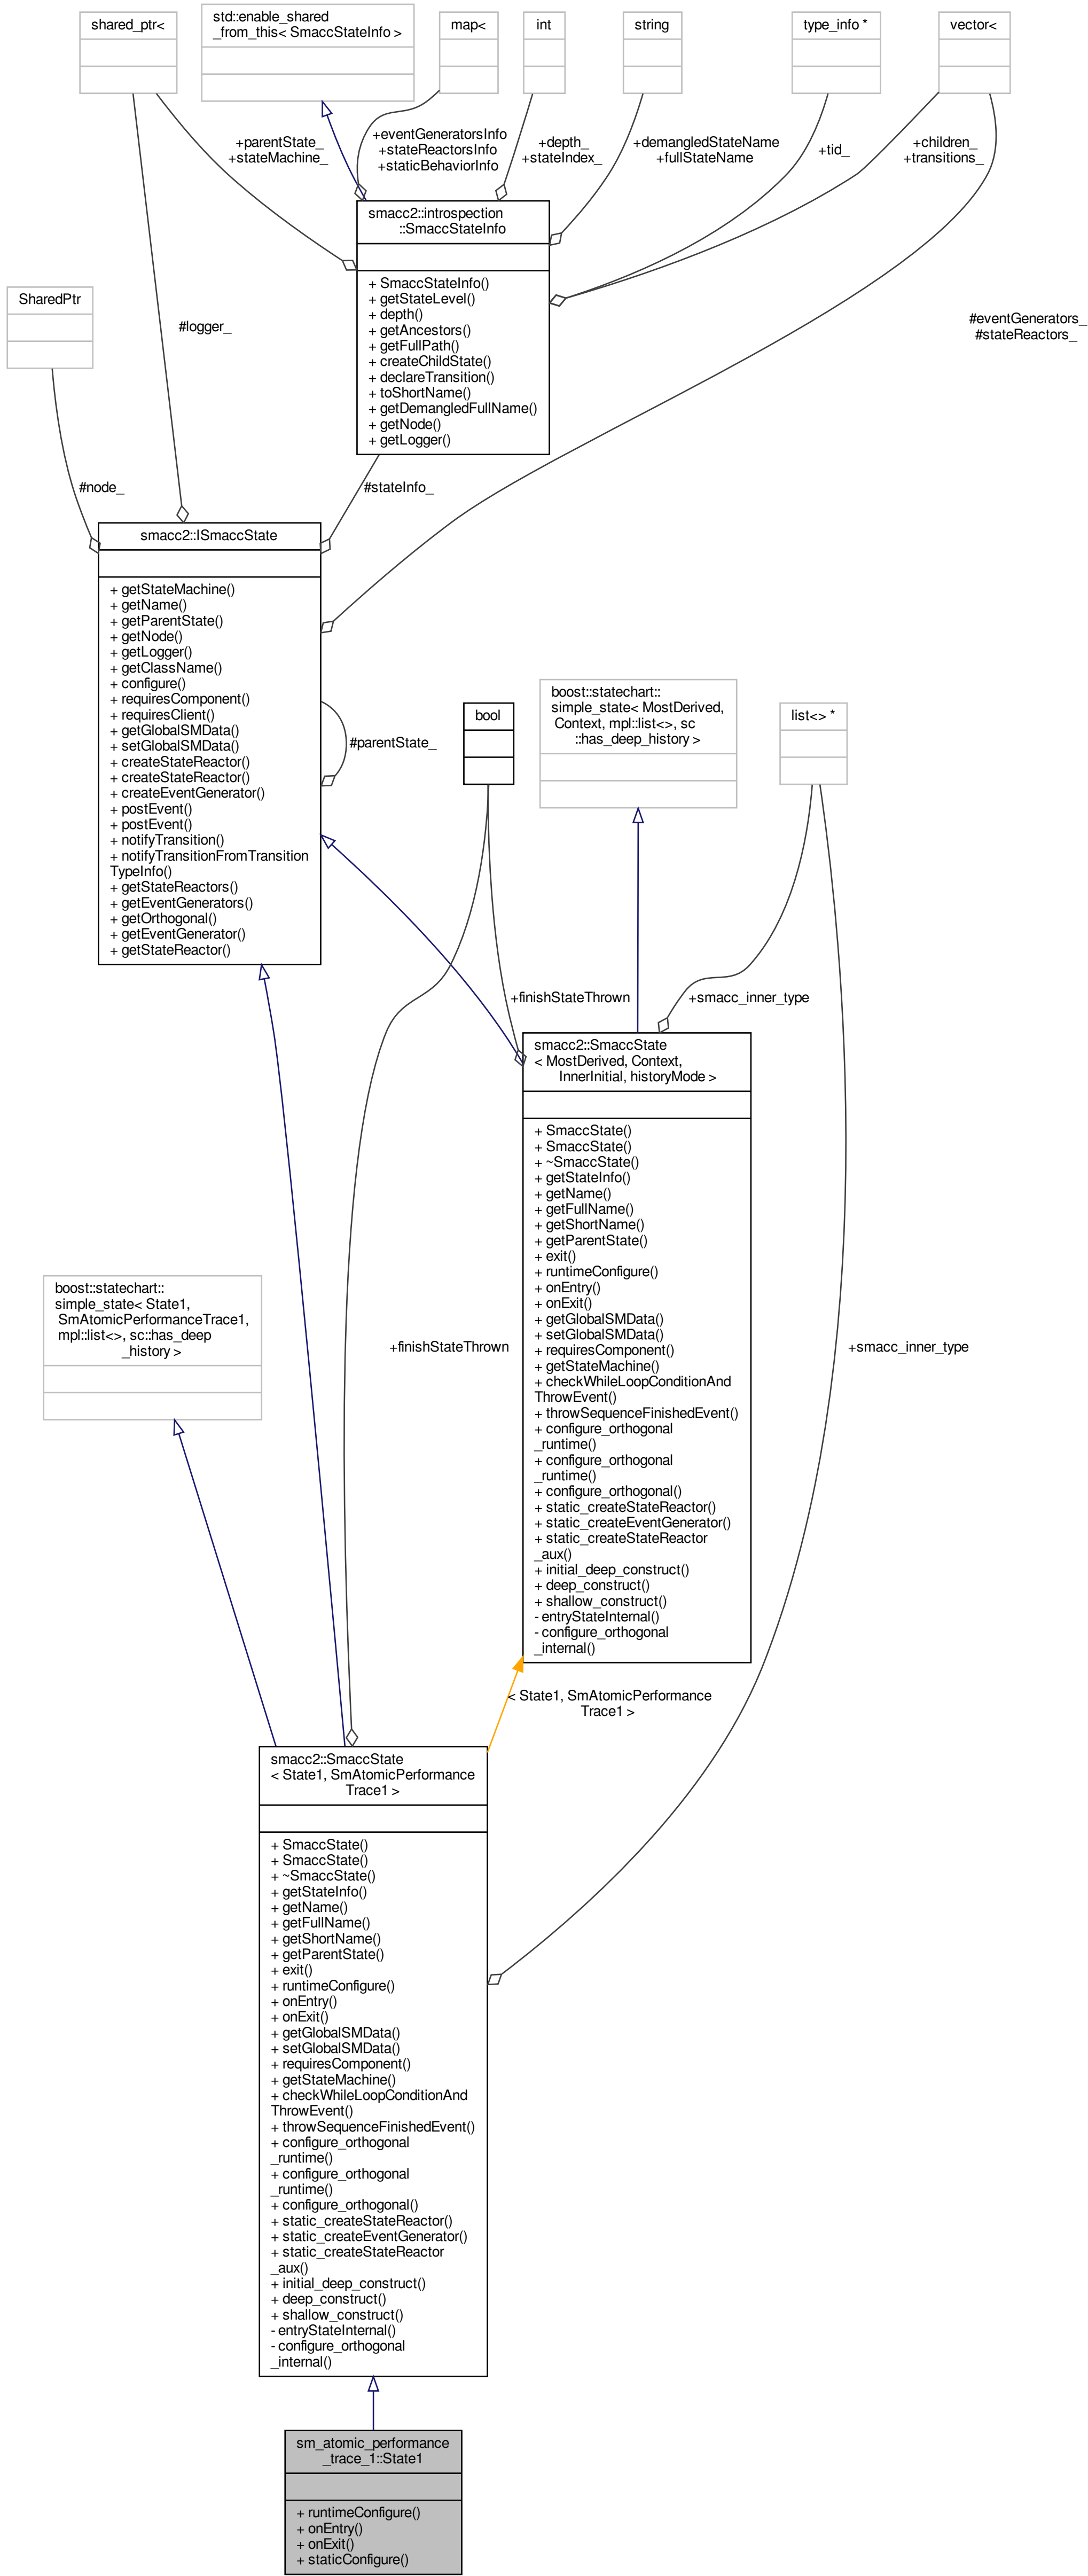 shared_ptr<
std::enable_shared
_from_this< SmaccStateInfo >
map<
int
string
type_info *
vector<
+parentState_
+stateMachine_
+eventGeneratorsInfo
+stateReactorsInfo
+staticBehaviorInfo
+depth_
+stateIndex_
+demangledStateName
+fullStateName
+tid_
+children_
+transitions_
smacc2::introspection
::SmaccStateInfo
+ SmaccStateInfo()
+ getStateLevel()
+ depth()
+ getAncestors()
+ getFullPath()
+ createChildState()
+ declareTransition()
+ toShortName()
+ getDemangledFullName()
+ getNode()
+ getLogger()
SharedPtr
#logger_
#eventGenerators_
#stateReactors_
#node_
#stateInfo_
smacc2::ISmaccState
+ getStateMachine()
+ getName()
+ getParentState()
+ getNode()
+ getLogger()
+ getClassName()
+ configure()
+ requiresComponent()
+ requiresClient()
+ getGlobalSMData()
+ setGlobalSMData()
+ createStateReactor()
+ createStateReactor()
+ createEventGenerator()
+ postEvent()
+ postEvent()
+ notifyTransition()
+ notifyTransitionFromTransition
TypeInfo()
+ getStateReactors()
+ getEventGenerators()
+ getOrthogonal()
+ getEventGenerator()
+ getStateReactor()
#parentState_
bool
boost::statechart::
simple_state< MostDerived,
Context, mpl::list<>, sc
::has_deep_history >
list<> *
+finishStateThrown
+smacc_inner_type
smacc2::SmaccState
< MostDerived, Context,
InnerInitial, historyMode >
+ SmaccState()
+ SmaccState()
+ ~SmaccState()
+ getStateInfo()
+ getName()
+ getFullName()
+ getShortName()
+ getParentState()
+ exit()
+ runtimeConfigure()
+ onEntry()
+ onExit()
+ getGlobalSMData()
+ setGlobalSMData()
+ requiresComponent()
+ getStateMachine()
+ checkWhileLoopConditionAnd
ThrowEvent()
+ throwSequenceFinishedEvent()
+ configure_orthogonal
_runtime()
+ configure_orthogonal
_runtime()
+ configure_orthogonal()
+ static_createStateReactor()
+ static_createEventGenerator()
+ static_createStateReactor
_aux()
+ initial_deep_construct()
+ deep_construct()
+ shallow_construct()
- entryStateInternal()
- configure_orthogonal
_internal()
boost::statechart::
simple_state< State1,
SmAtomicPerformanceTrace1,
mpl::list<>, sc::has_deep
_history >
+finishStateThrown
+smacc_inner_type
< State1, SmAtomicPerformance
Trace1 >
smacc2::SmaccState
< State1, SmAtomicPerformance
Trace1 >
+ SmaccState()
+ SmaccState()
+ ~SmaccState()
+ getStateInfo()
+ getName()
+ getFullName()
+ getShortName()
+ getParentState()
+ exit()
+ runtimeConfigure()
+ onEntry()
+ onExit()
+ getGlobalSMData()
+ setGlobalSMData()
+ requiresComponent()
+ getStateMachine()
+ checkWhileLoopConditionAnd
ThrowEvent()
+ throwSequenceFinishedEvent()
+ configure_orthogonal
_runtime()
+ configure_orthogonal
_runtime()
+ configure_orthogonal()
+ static_createStateReactor()
+ static_createEventGenerator()
+ static_createStateReactor
_aux()
+ initial_deep_construct()
+ deep_construct()
+ shallow_construct()
- entryStateInternal()
- configure_orthogonal
_internal()
sm_atomic_performance
_trace_1::State1
+ runtimeConfigure()
+ onEntry()
+ onExit()
+ staticConfigure()